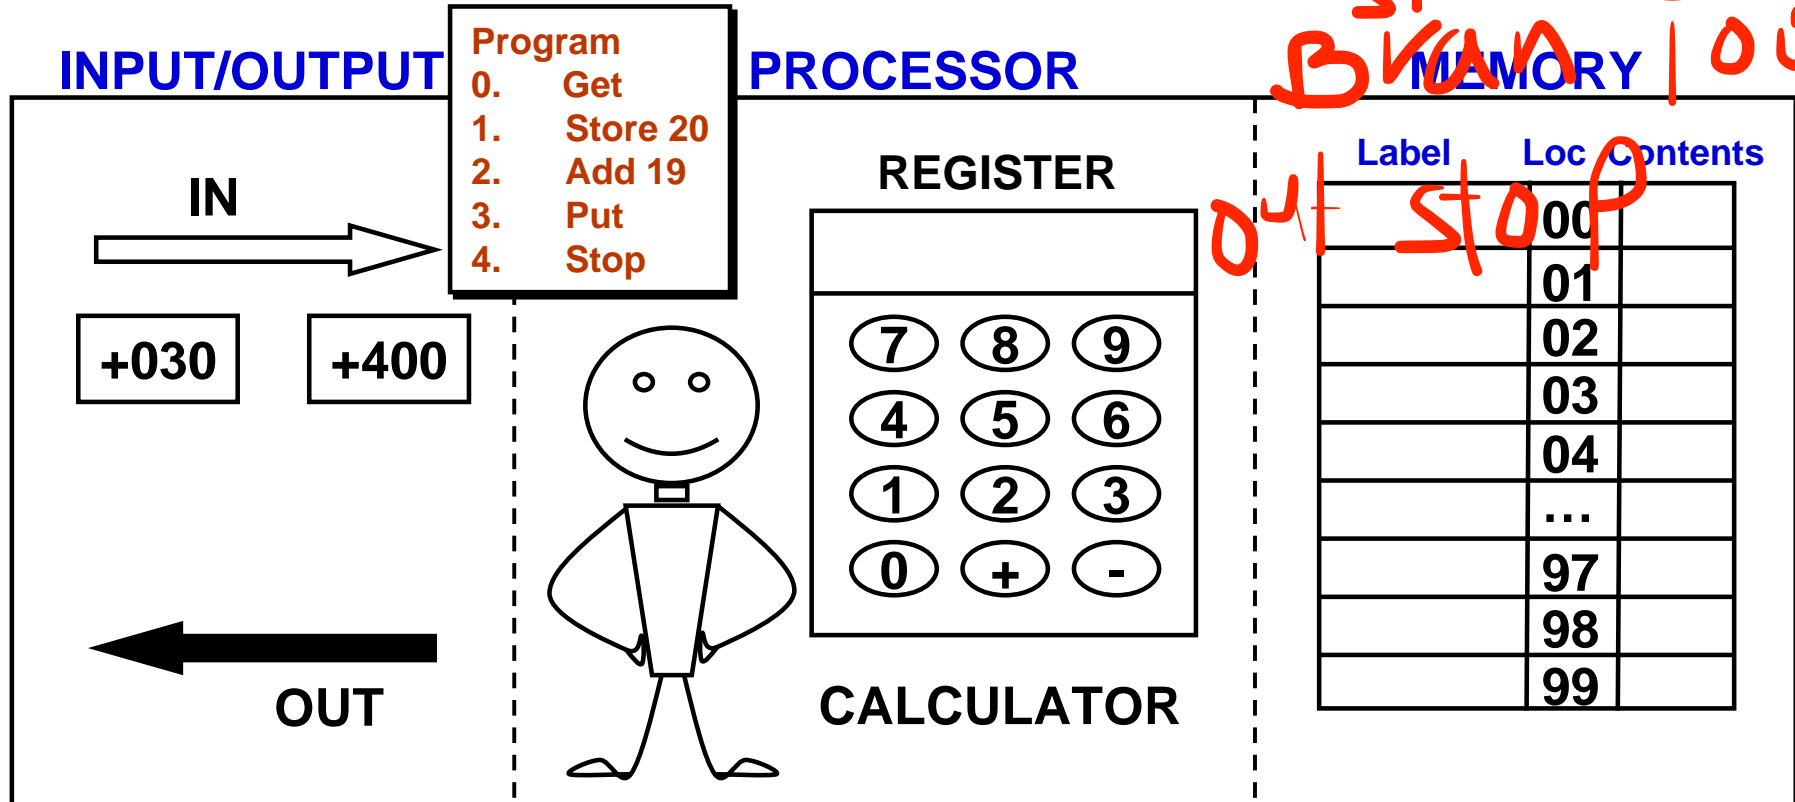 INPUT/OUTPUT
PROCESSOR
MEMORY
Program
0. Get
1. Store 20
2. Add 19
3. Put
4. Stop
IN
+030
+400
OUT
REGISTER
7 8 9
4 5 6
1 2 3
0 + -
CALCULATOR
Label Loc Contents
00
01
02
03
04
...
97
98
99
out stop